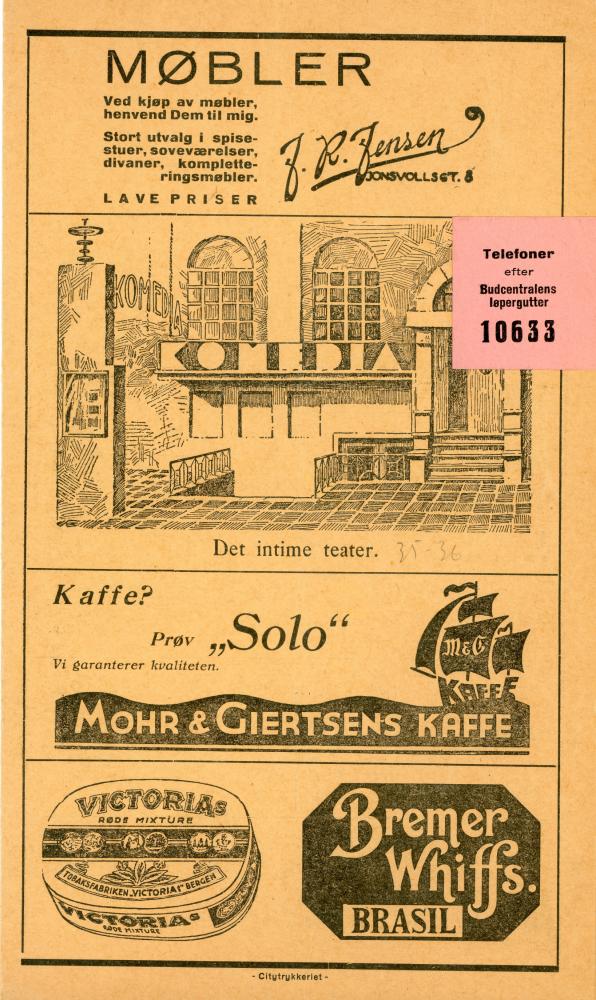 MØBLER
Ved kjøp av møbler,
henvend Dem til mig.
Stort utvalg i spise-
stuer, soveværelser,
divaner, komplette-
ringsmøbler.
LAVE PRISER
J. R. Jensen
JONSVOLLSGT. 8
Telefoner
efter
Budcentralens
løpergutter
10633
KOMEDIA
KOMEDIA
Det intime teater. 35-36
Kaffe?
Prøv „Solo“
Vi garanterer kvaliteten.
M&G
KAFFE
MOHR & GIERTSENS KAFFE
VICTORIAS
RØDE MIXTURE
TOBAKSFABRIKEN „VICTORIA“ BERGEN
VICTORIAS
RØDE MIXTURE
Bremer
Whiffs.
BRASIL
- Citytrykkeriet -